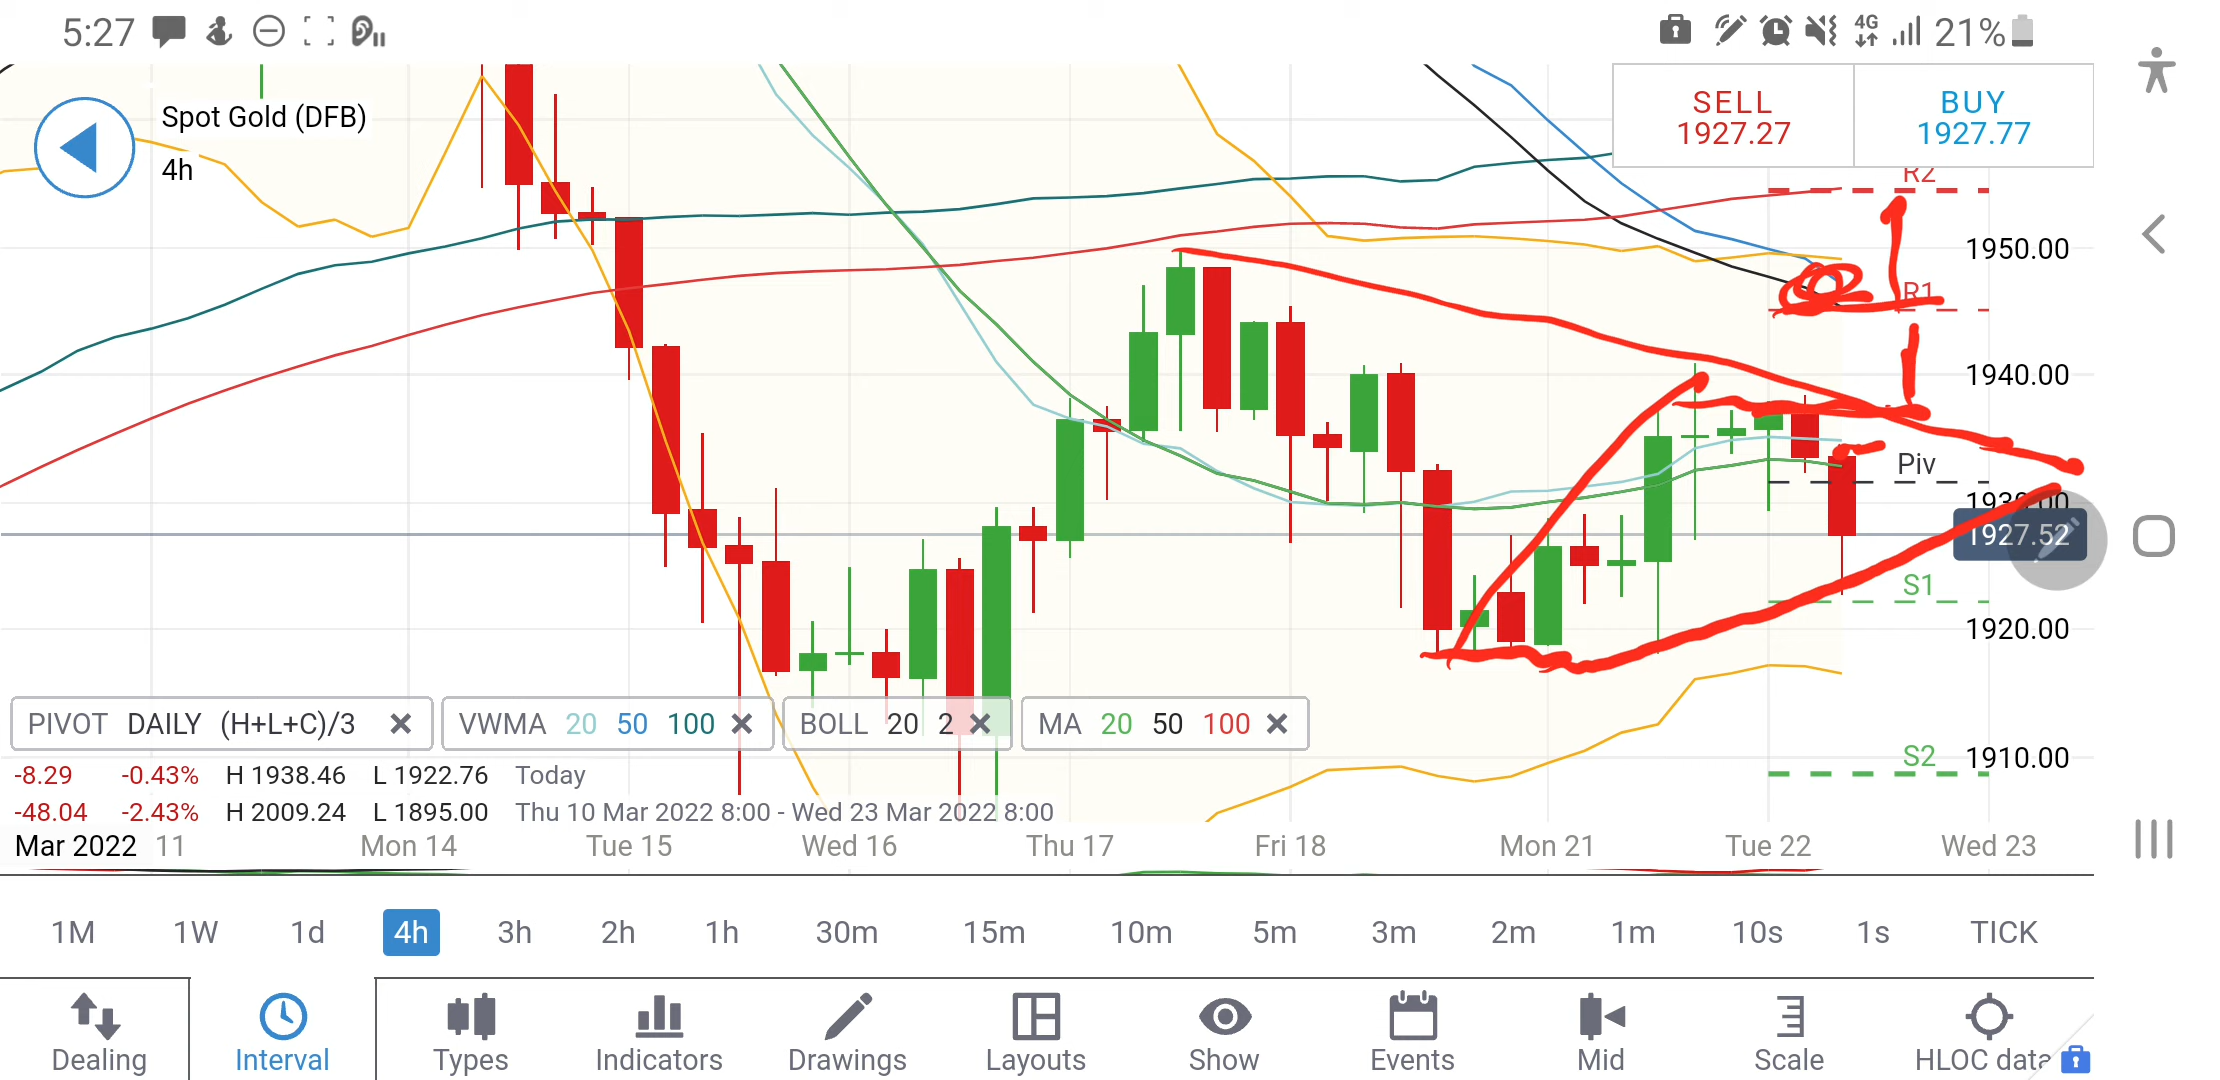 5:27
4G 21%
Spot Gold (DFB)
4h
SELL
1927.27
BUY
1927.77
R2
1950.00
R1
1940.00
Piv
1930.00
1927.52
S1
1920.00
S2 1910.00
PIVOT DAILY (H+L+C)/3
VWMA 20 50 100
BOLL 20 2
MA 20 50 100
-8.29 -0.43% H 1938.46 L 1922.76 Today
-48.04 -2.43% H 2009.24 L 1895.00 Thu 10 Mar 2022 8:00 - Wed 23 Mar 2022 8:00
Mar 2022 11 Mon 14 Tue 15 Wed 16 Thu 17 Fri 18 Mon 21 Tue 22 Wed 23
1M 1W 1d 4h 3h 2h 1h 30m 15m 10m 5m 3m 2m 1m 10s 1s TICK
Dealing Interval Types Indicators Drawings Layouts Show Events Mid Scale HLOC data